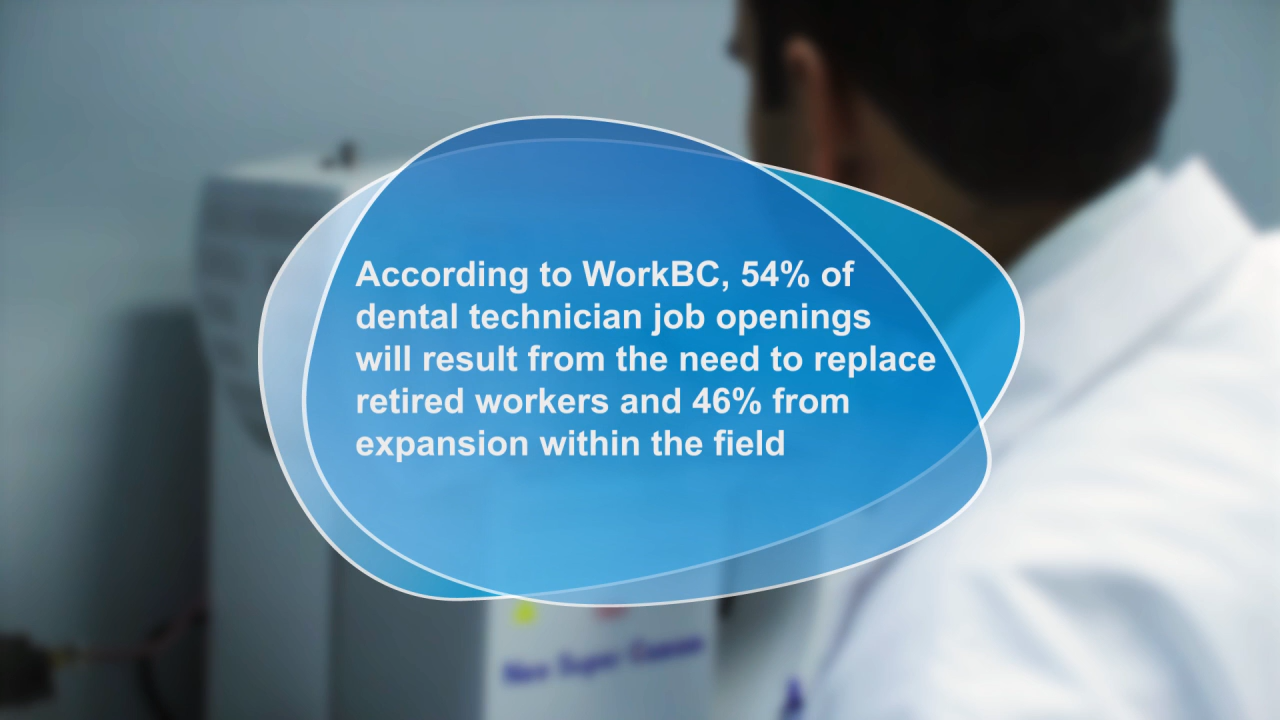 According to WorkBC, 54% of
dental technician job openings
will result from the need to replace
retired workers and 46% from
expansion within the field